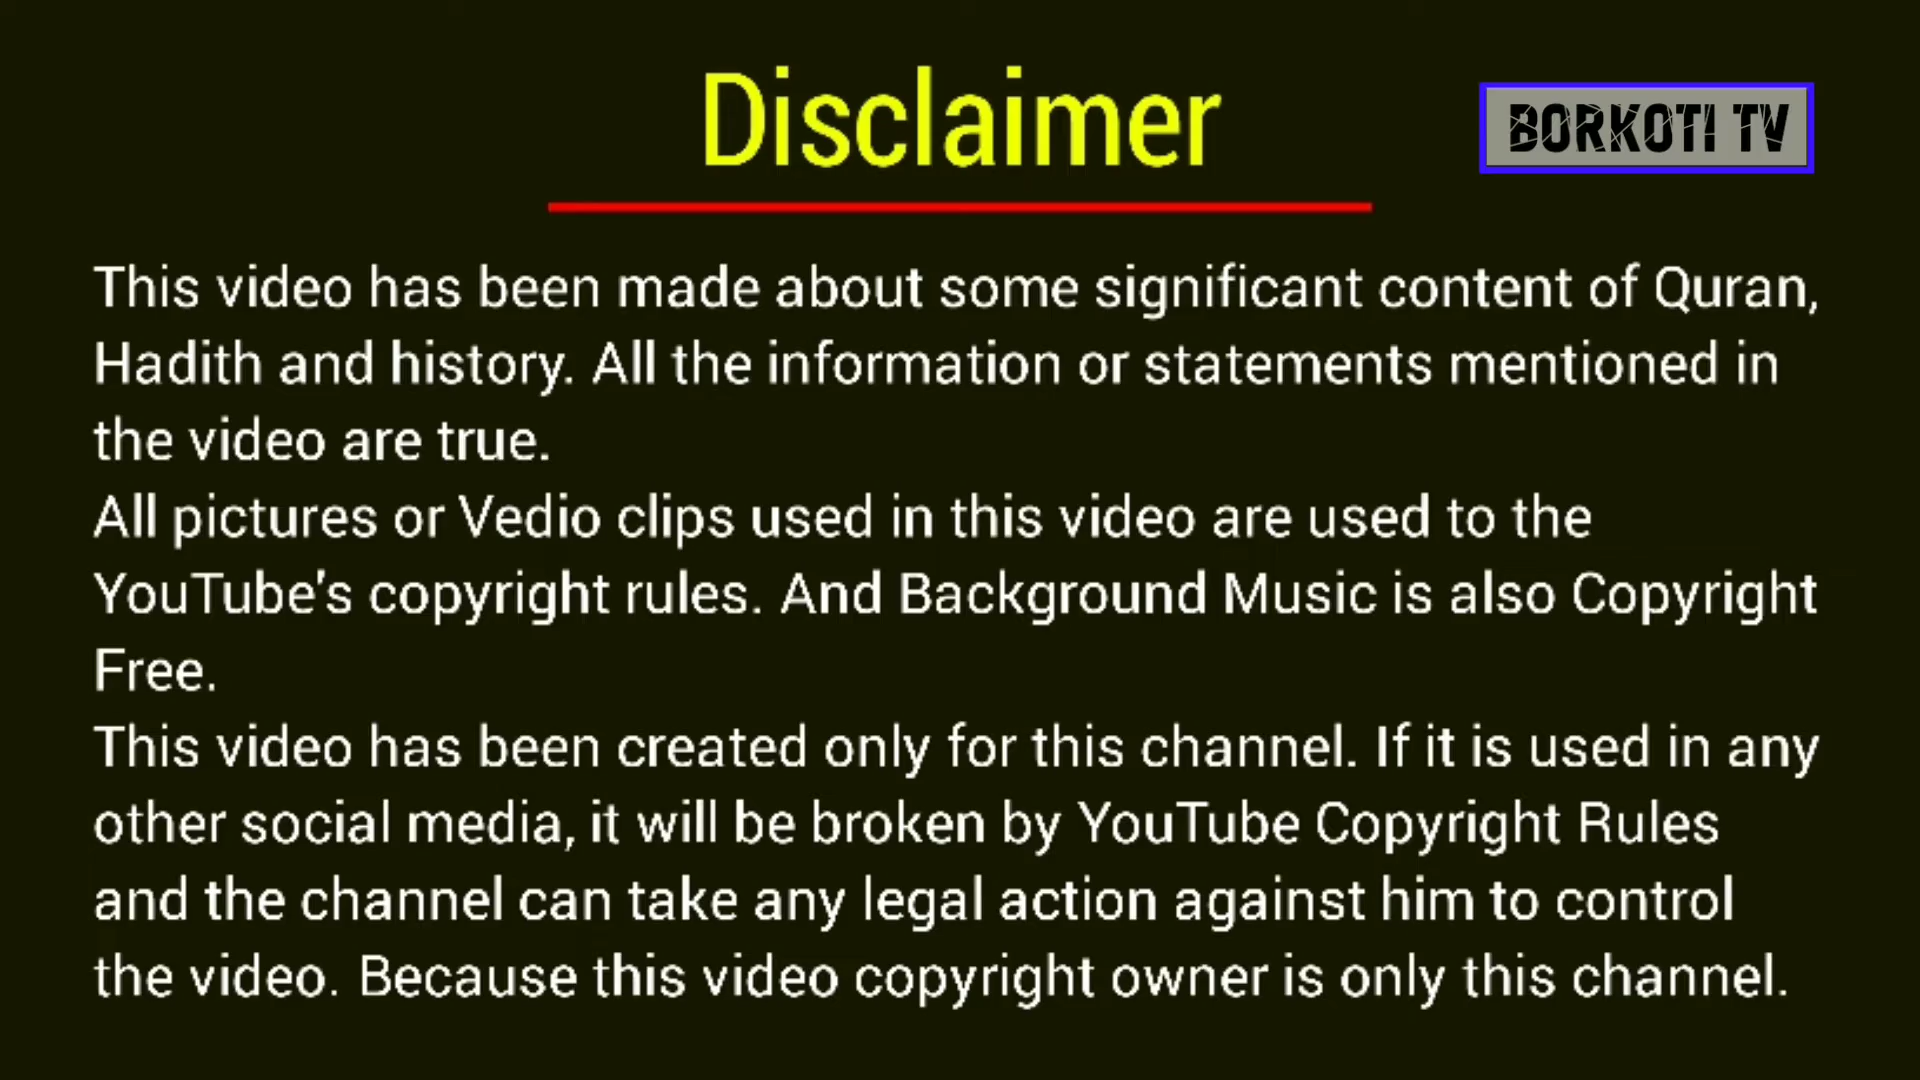 Disclaimer
BORKOTI TV
This video has been made about some significant content of Quran,
Hadith and history. All the information or statements mentioned in
the video are true.
All pictures or Vedio clips used in this video are used to the
YouTube's copyright rules. And Background Music is also Copyright
Free.
This video has been created only for this channel. If it is used in any
other social media, it will be broken by YouTube Copyright Rules
and the channel can take any legal action against him to control
the video. Because this video copyright owner is only this channel.